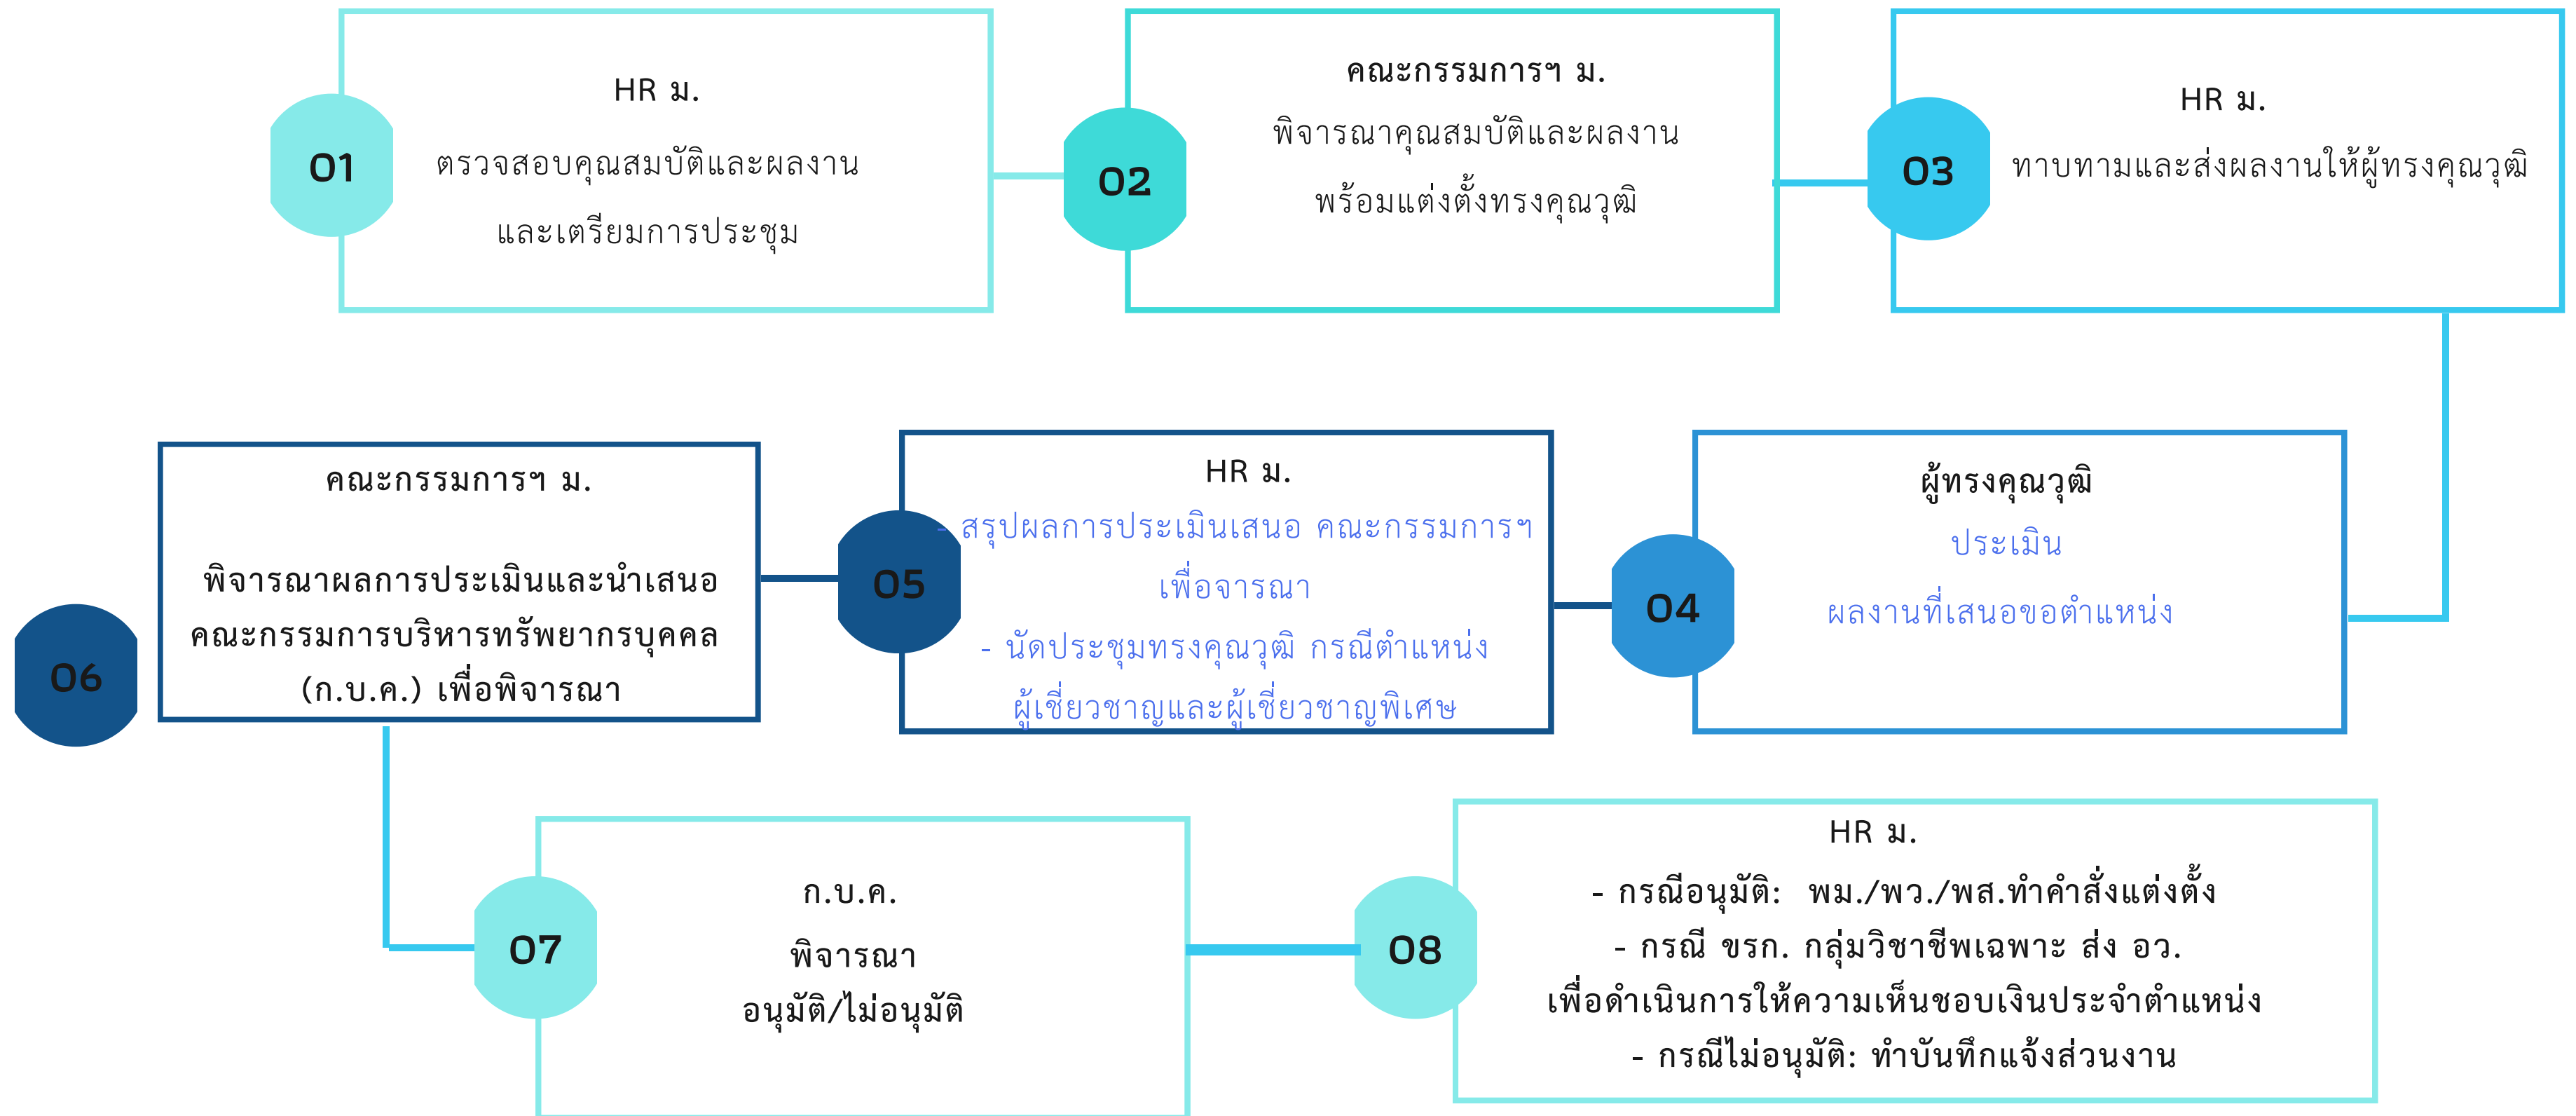 01
HR ม.
ตรวจสอบคุณสมบัติและผลงาน
และเตรียมการประชุม
02
คณะกรรมการฯ ม.
พิจารณาคุณสมบัติและผลงาน
พร้อมแต่งตั้งทรงคุณวุฒิ
03
HR ม.
ทาบทามและส่งผลงานให้ผู้ทรงคุณวุฒิ
04
ผู้ทรงคุณวุฒิ
ประเมิน
ผลงานที่เสนอขอตำแหน่ง
05
HR ม.
- สรุปผลการประเมินเสนอ คณะกรรมการฯ
เพื่อจารณา
- นัดประชุมทรงคุณวุฒิ กรณีตำแหน่ง
ผู้เชี่ยวชาญและผู้เชี่ยวชาญพิเศษ
06
คณะกรรมการฯ ม.
พิจารณาผลการประเมินและนำเสนอ
คณะกรรมการบริหารทรัพยากรบุคคล
(ก.บ.ค.) เพื่อพิจารณา
07
ก.บ.ค.
พิจารณา
อนุมัติ/ไม่อนุมัติ
08
HR ม.
- กรณีอนุมัติ: พม./พว./พส.ทำคำสั่งแต่งตั้ง
- กรณี ขรก. กลุ่มวิชาชีพเฉพาะ ส่ง อว.
เพื่อดำเนินการให้ความเห็นชอบเงินประจำตำแหน่ง
- กรณีไม่อนุมัติ: ทำบันทึกแจ้งส่วนงาน